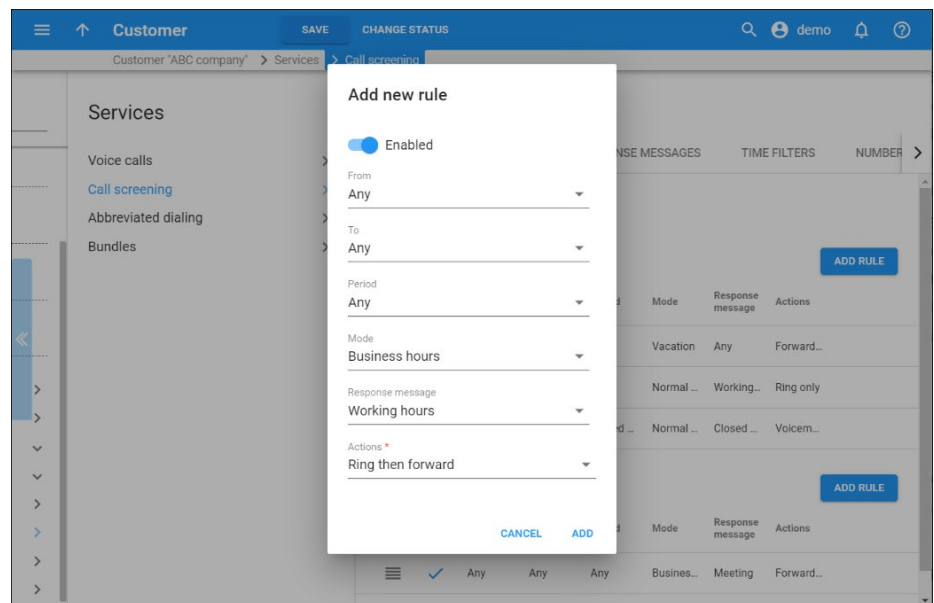 Customer
SAVE
CHANGE STATUS
demo
Customer "ABC company" > Services > Call screening
Services
Voice calls
Call screening
Abbreviated dialing
Bundles
Add new rule
Enabled
From
Any
To
Any
Period
Any
Mode
Business hours
Response message
Working hours
Actions *
Ring then forward
CANCEL
ADD
MESSAGES
TIME FILTERS
NUMBER
ADD RULE
Mode
Response message
Actions
Vacation Any Forward...
Normal ... Working... Ring only
Normal ... Closed ... Voicem...
ADD RULE
Mode
Response message
Actions
Any Any Any Busines... Meeting Forward...